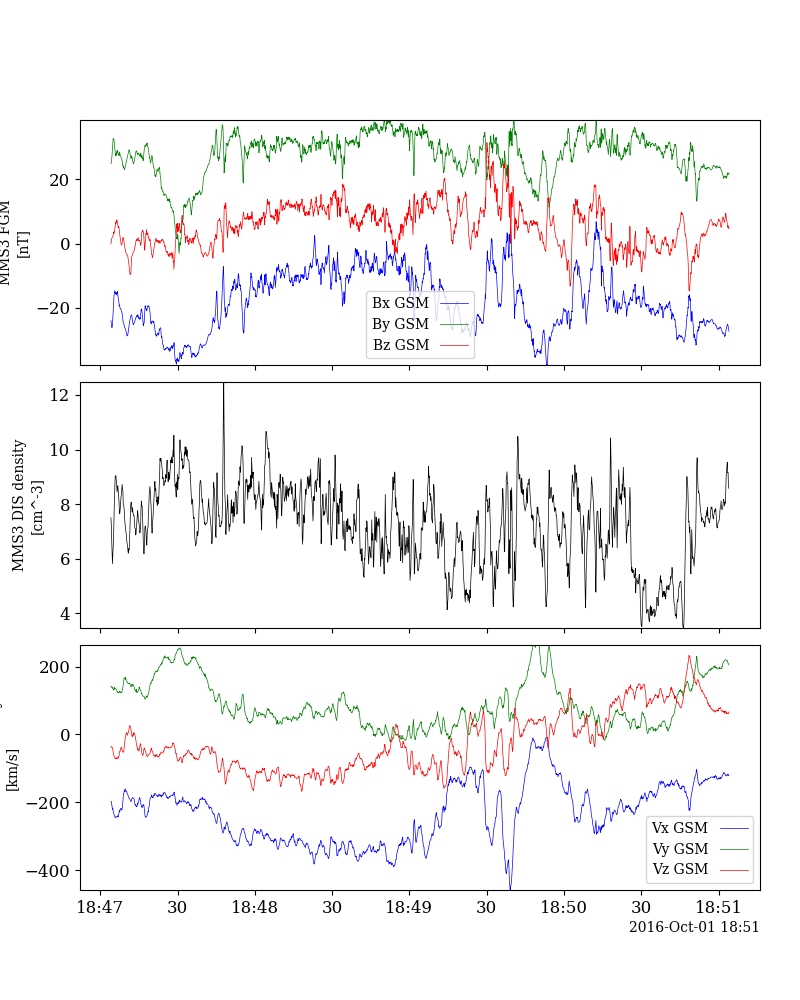 20
0
−20
MMS3 FGM
[nT]
Bx GSM
By GSM
Bz GSM
12
10
8
6
4
MMS3 DIS density
[cm^-3]
200
0
−200
−400
[km/s]
Vx GSM
Vy GSM
Vz GSM
18:47 30 18:48 30 18:49 30 18:50 30 18:51
2016-Oct-01 18:51